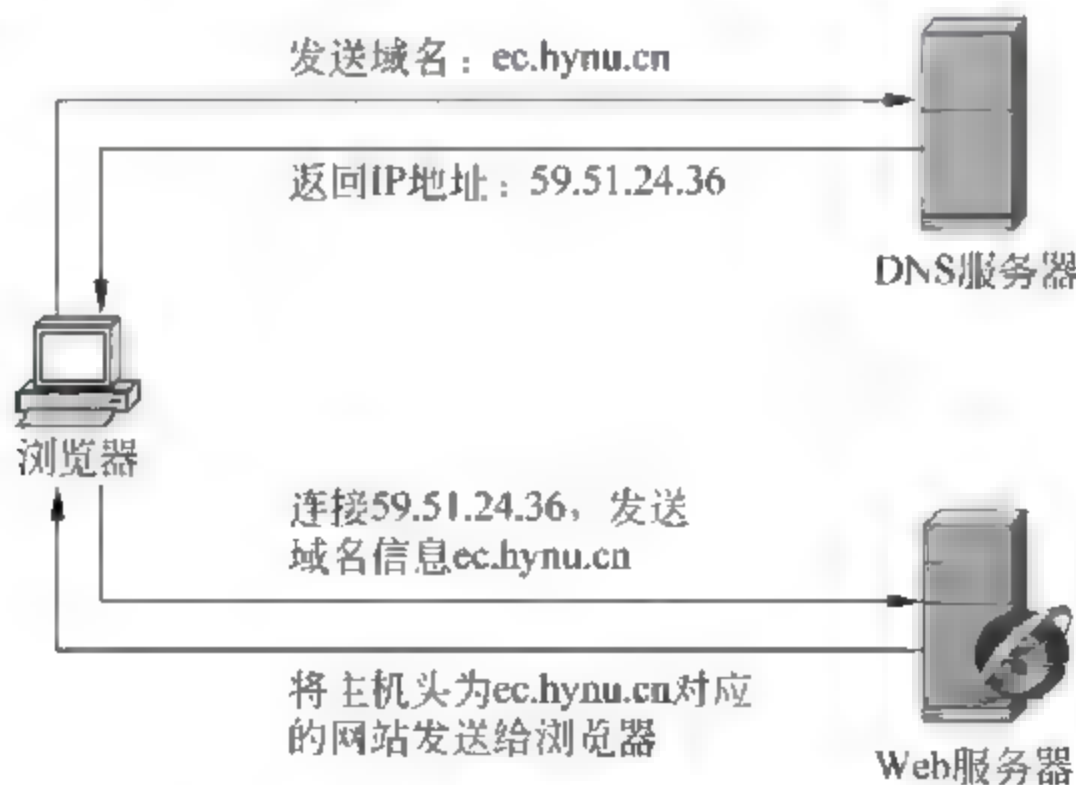 发送域名：ec.hynu.cn
返回IP地址：59.51.24.36
DNS服务器
浏览器
连接59.51.24.36，发送
域名信息ec.hynu.cn
将主机头为ec.hynu.cn对应
的网站发送给浏览器
Web服务器